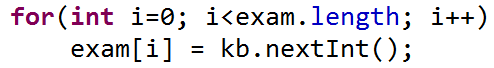 for(int i=0; i<exam.length; i++)
    exam[i] = kb.nextInt();